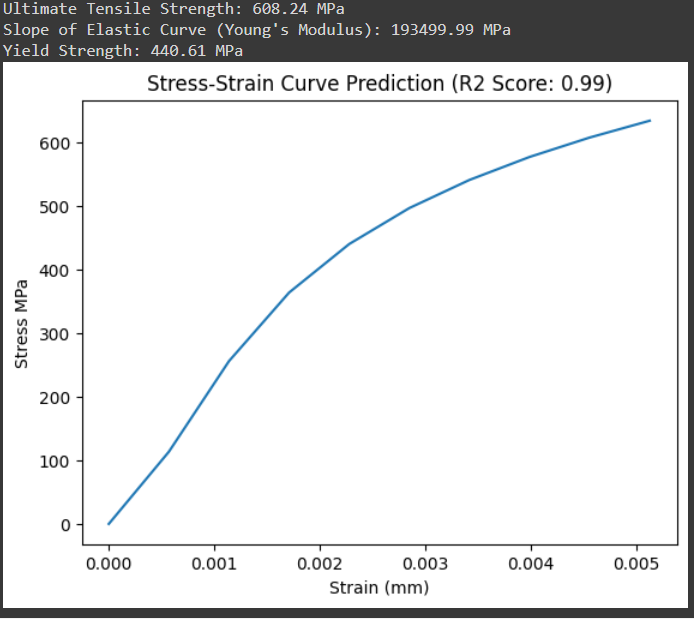 Ultimate Tensile Strength: 608.24 MPa
Slope of Elastic Curve (Young's Modulus): 193499.99 MPa
Yield Strength: 440.61 MPa
Stress-Strain Curve Prediction (R2 Score: 0.99)
600
500
400
300
200
100
0
Stress MPa
0.000 0.001 0.002 0.003 0.004 0.005
Strain (mm)